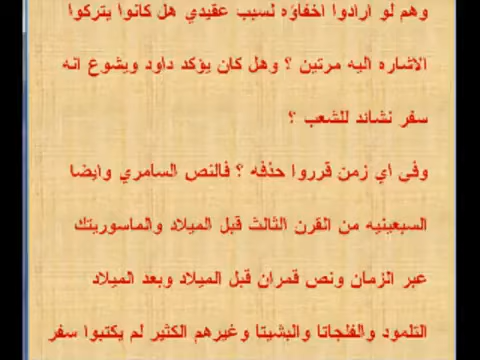 وهم لو ارادوا اخفاؤه لسبب عقيدي هل كانوا يتركوا
الاشاره اليه مرتين ؟ وهل كان يؤكد داود ويشوع انه
سفر نشائد للشعب ؟
وفى اي زمن قرروا حذفه ؟ فالنص السامري وايضا
السبعينيه من القرن الثالث قبل الميلاد والماسوريتك
عبر الزمان ونص قمران قبل الميلاد وبعد الميلاد
التلمود والفلجاتا والبشيتا وغيرهم الكثير لم يكتبوا سفر